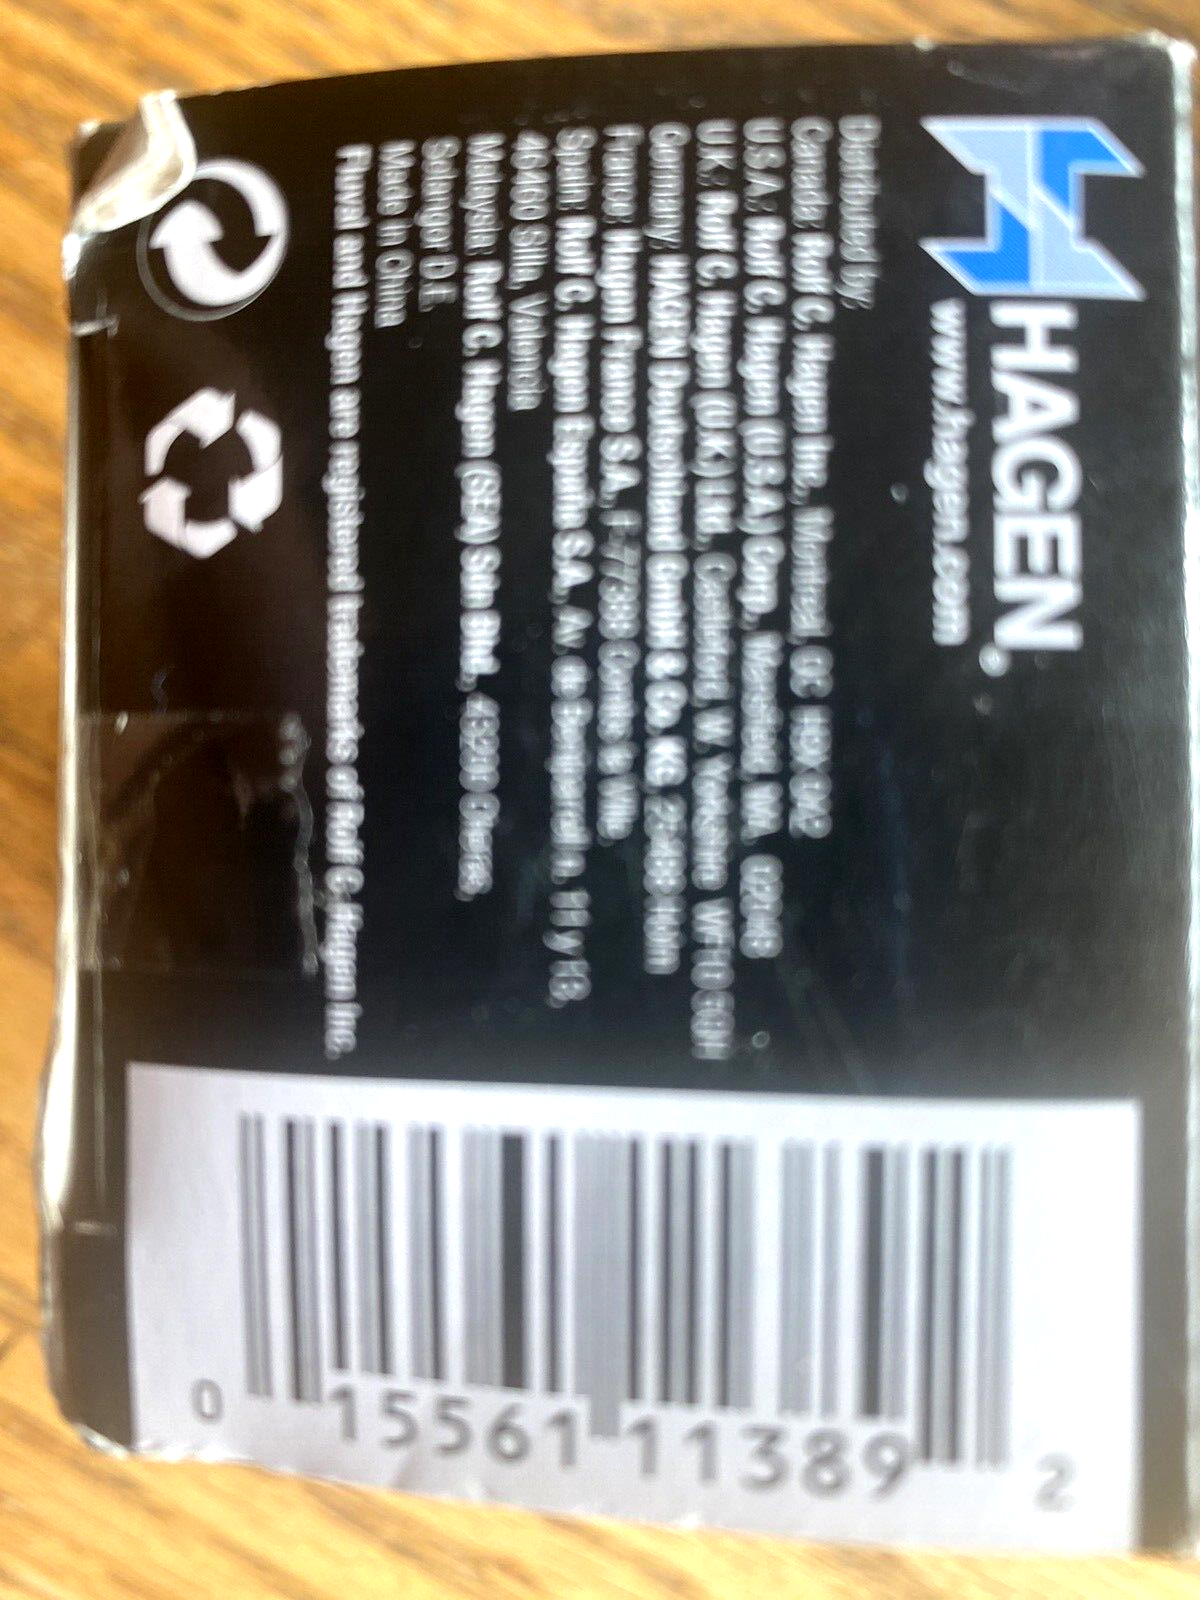 HAGEN®
www.hagen.com
Distributed by:
Canada: Rolf C. Hagen Inc., Montreal, QC H9X 0A2
U.S.A.: Rolf C. Hagen (U.S.A.) Corp., Mansfield, MA. 02048
U.K.: Rolf C. Hagen (U.K.) Ltd., Castleford, W. Yorkshire WF10 5QH
Germany: HAGEN Deutschland GmbH & Co. KG 25488 Holm
France: Hagen France SA., F-77388 Combs la Ville
Spain: Rolf C. Hagen España SA., Av. de Beniparrell n. 11 y 13,
46460 Silla, Valencia
Malaysia: Rolf C. Hagen (SEA) Sdn Bhd., 43200 Cheras,
Selangor D.E.
Made in China
and Hagen are registered trademarks of Rolf C. Hagen Inc.
0 15561 11389 2